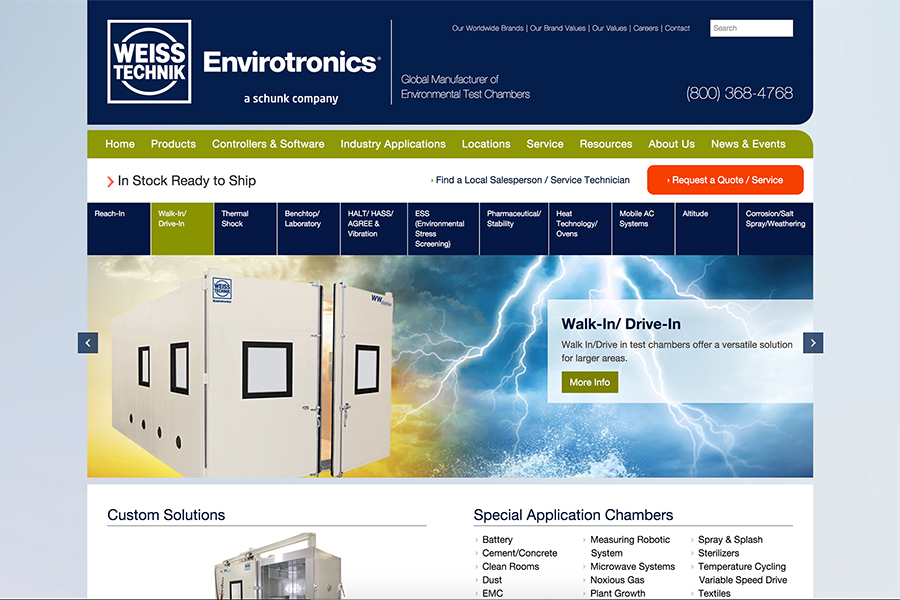 Our Worldwide Brands | Our Brand Values | Our Values | Careers | Contact
Search
WEISS
TECHNIK
Envirotronics®
a schunk company
Global Manufacturer of
Environmental Test Chambers
(800) 368-4768
Home Products Controllers & Software Industry Applications Locations Service Resources About Us News & Events
In Stock Ready to Ship
Find a Local Salesperson / Service Technician
Request a Quote / Service
Reach-In
Walk-In/
Drive-In
Thermal
Shock
Benchtop/
Laboratory
HALT/ HASS/
AGREE &
Vibration
ESS
(Environmental
Stress
Screening)
Pharmaceutical/
Stability
Heat
Technology/
Ovens
Mobile AC
Systems
Altitude
Corrosion/Salt
Spray/Weathering
WEISS
TECHNIK
Envirotronics
WW
Walk-In/ Drive-In
Walk In/Drive in test chambers offer a versatile solution
for larger areas.
More Info
Custom Solutions
Special Application Chambers
Battery
Cement/Concrete
Clean Rooms
Dust
EMC
Measuring Robotic
System
Microwave Systems
Noxious Gas
Plant Growth
Spray & Splash
Sterilizers
Temperature Cycling
Variable Speed Drive
Textiles